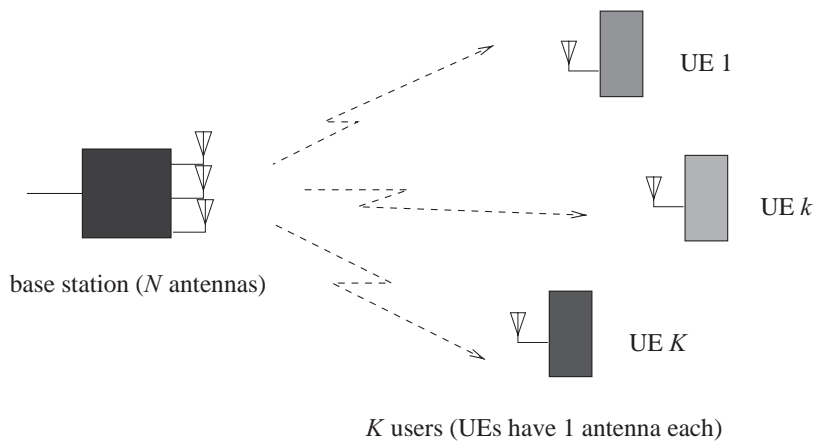 UE 1
UE k
base station (N antennas)
UE K
K users (UEs have 1 antenna each)